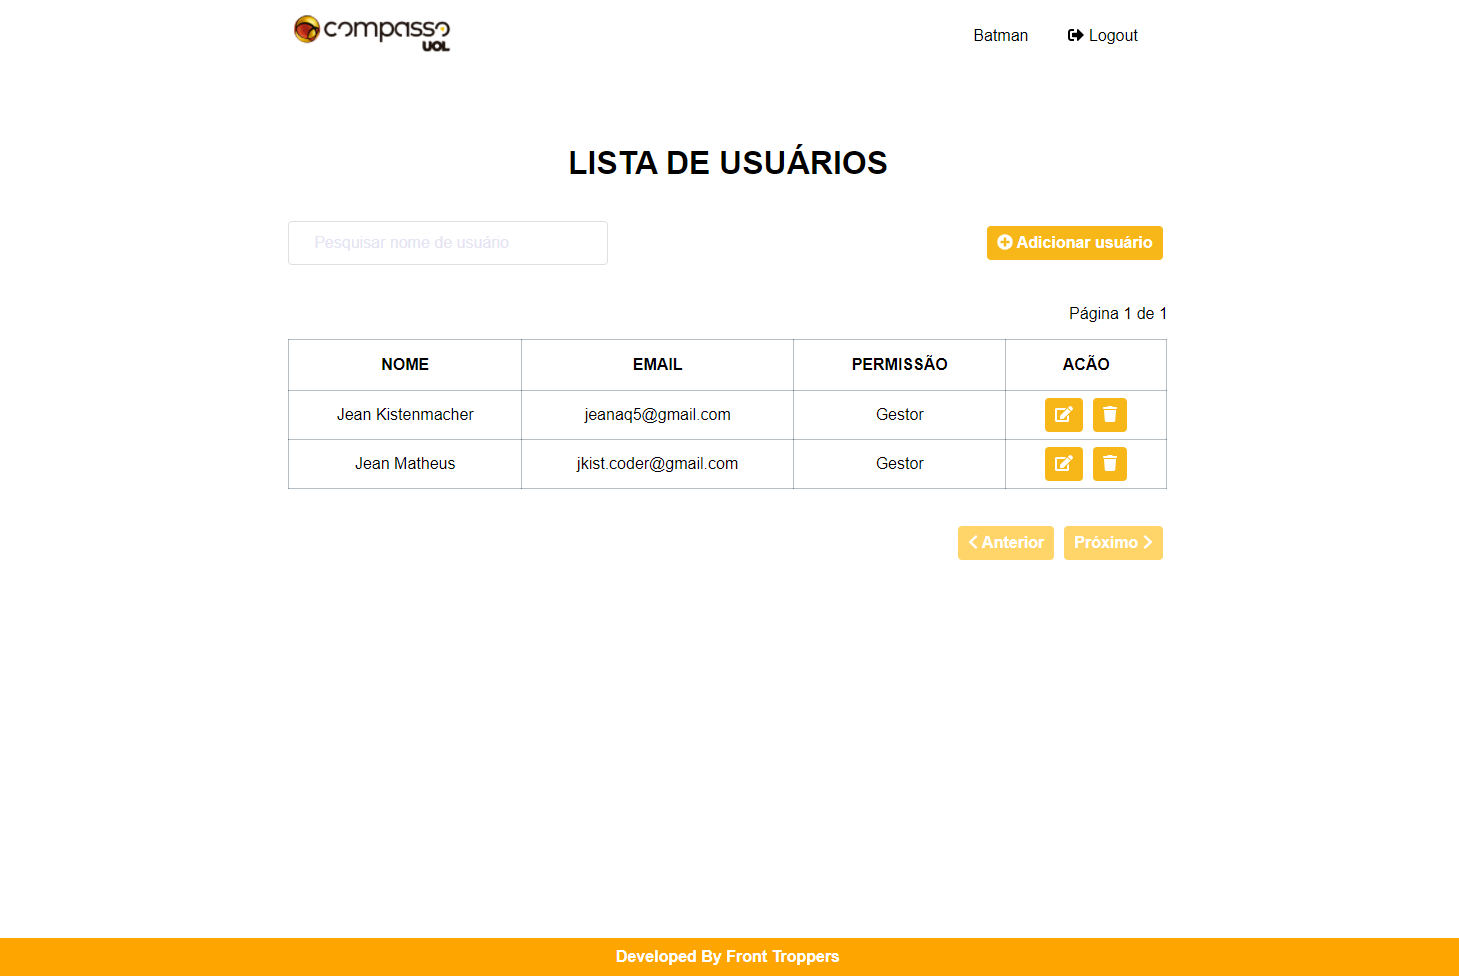 compasso
UOL
Batman
Logout
LISTA DE USUÁRIOS
Pesquisar nome de usuário
Adicionar usuário
Página 1 de 1
NOME EMAIL PERMISSÃO ACÃO
Jean Kistenmacher jeanaq5@gmail.com Gestor
Jean Matheus jkist.coder@gmail.com Gestor
Anterior Próximo
Developed By Front Troppers